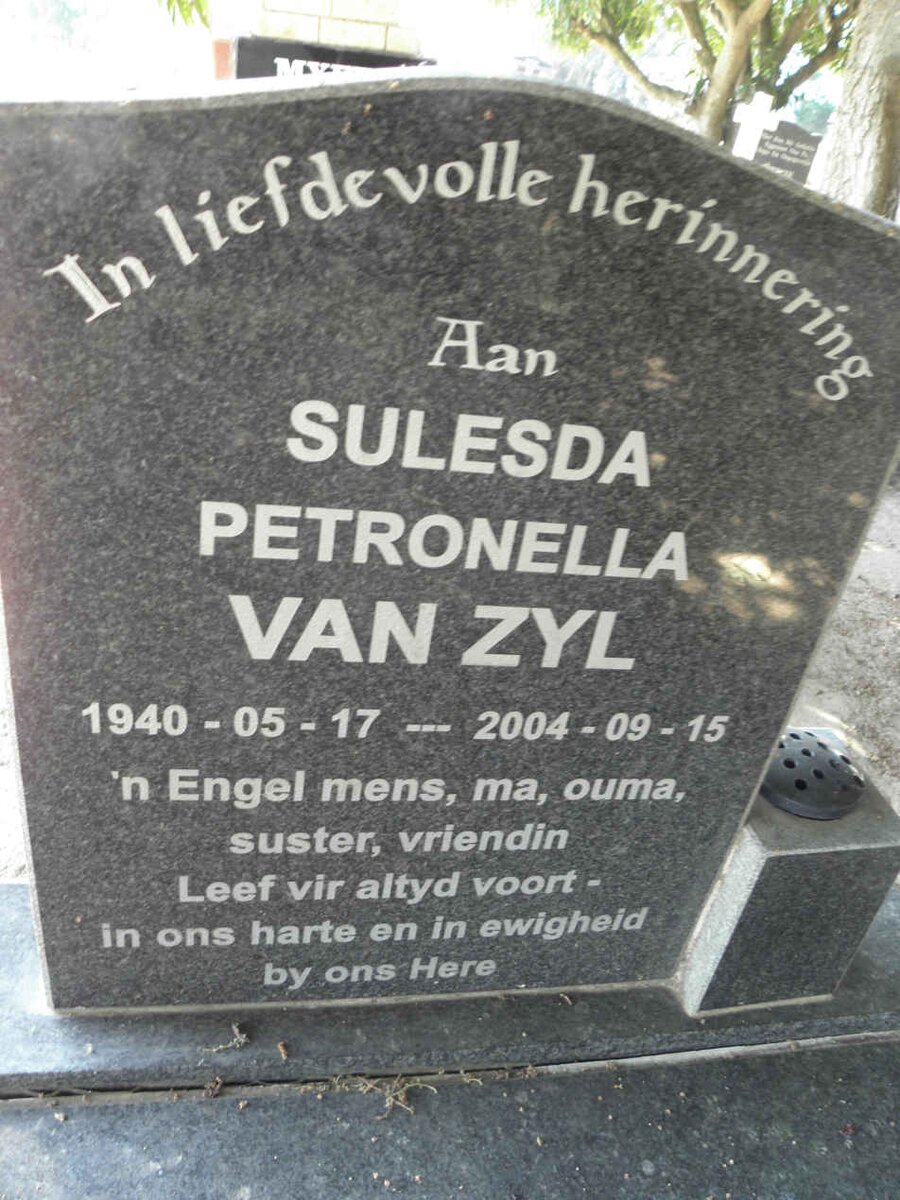 In liefdevolle herinnering
Aan
SULESDA
PETRONELLA
VAN ZYL
1940 - 05 - 17 --- 2004 - 09 - 15
'n Engel mens, ma, ouma,
suster, vriendin
Leef vir altyd voort -
in ons harte en in ewigheid
by ons Here